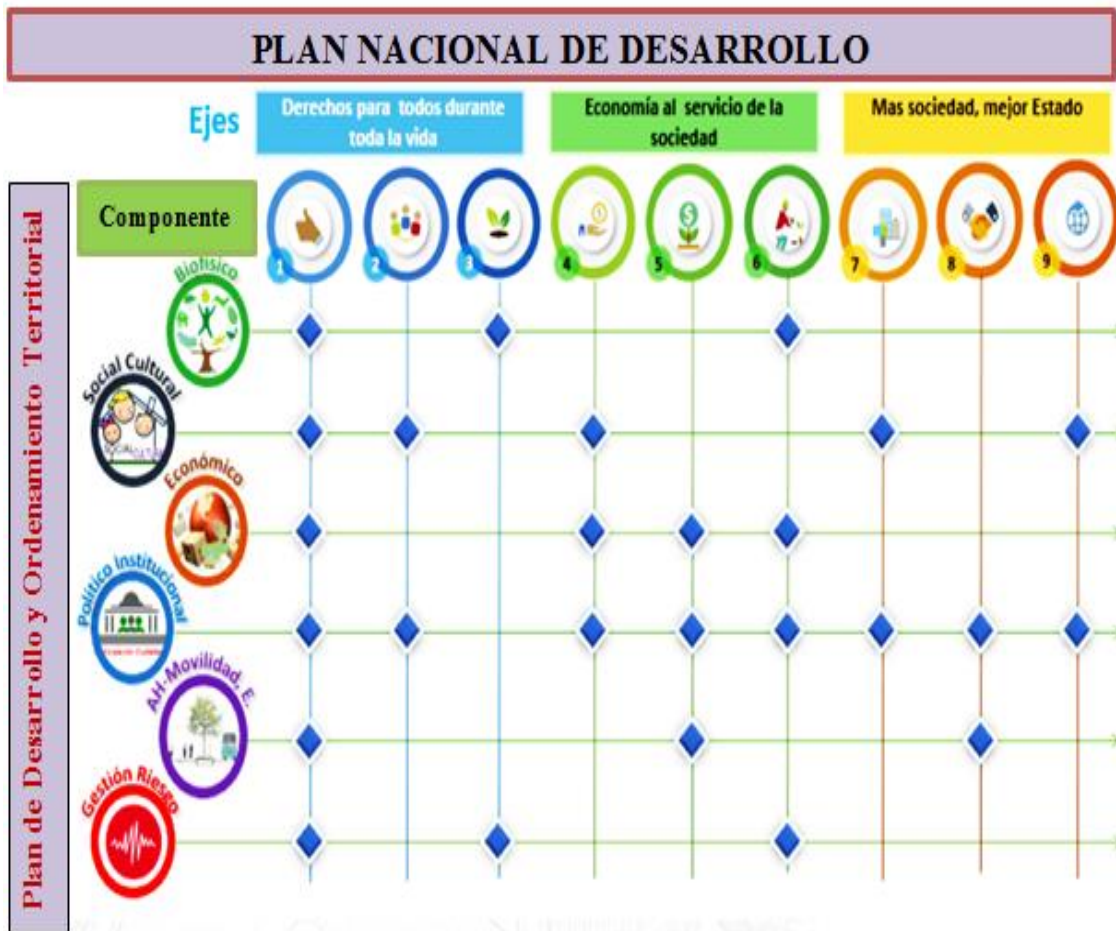 PLAN NACIONAL DE DESARROLLO
Ejes
Derechos para todos durante
toda la vida
Economía al servicio de la
sociedad
Mas sociedad, mejor Estado
Plan de Desarrollo y Ordenamiento Territorial
Componente
1
2
3
4
5
6
7
8
9
Biofísico
Social Cultural
Económico
Político Institucional
AH-Movilidad, E.
Gestión Riesgo